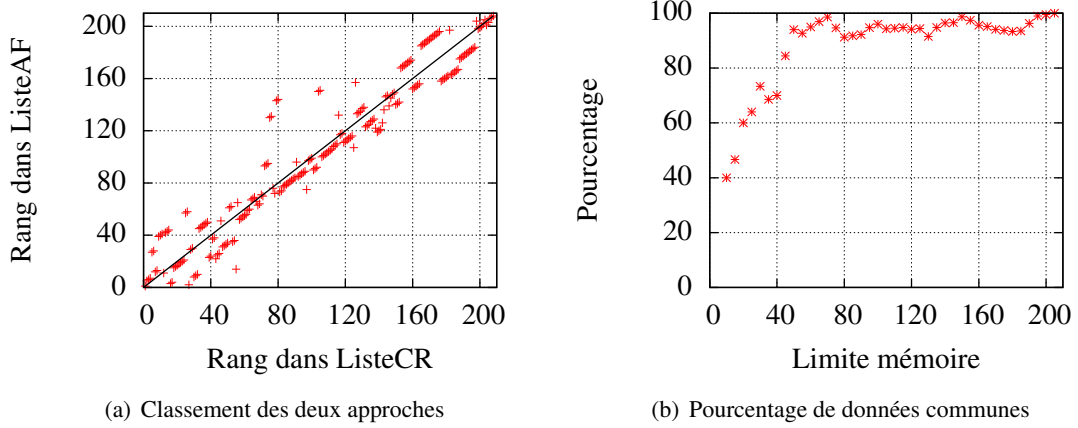 200
160
120
80
40
0
Rang dans ListeAF
0 40 80 120 160 200
Rang dans ListeCR
(a) Classement des deux approches
100
80
60
40
20
0
Pourcentage
0 40 80 120 160 200
Limite mémoire
(b) Pourcentage de données communes